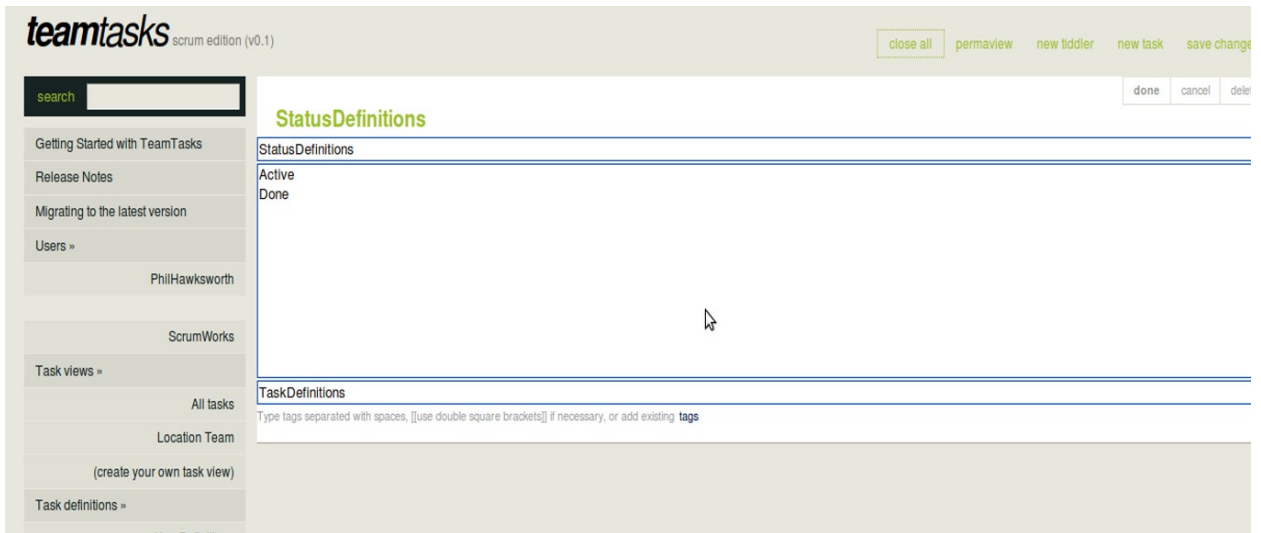 teamtasks scrum edition (v0.1)
close all permaview new tiddler new task save change
search
done cancel delet
Getting Started with TeamTasks
Release Notes
Migrating to the latest version
Users »
PhilHawksworth
ScrumWorks
Task views »
All tasks
Location Team
(create your own task view)
Task definitions »
StatusDefinitions
StatusDefinitions
Active
Done
TaskDefinitions
Type tags separated with spaces, [[use double square brackets]] if necessary, or add existing tags